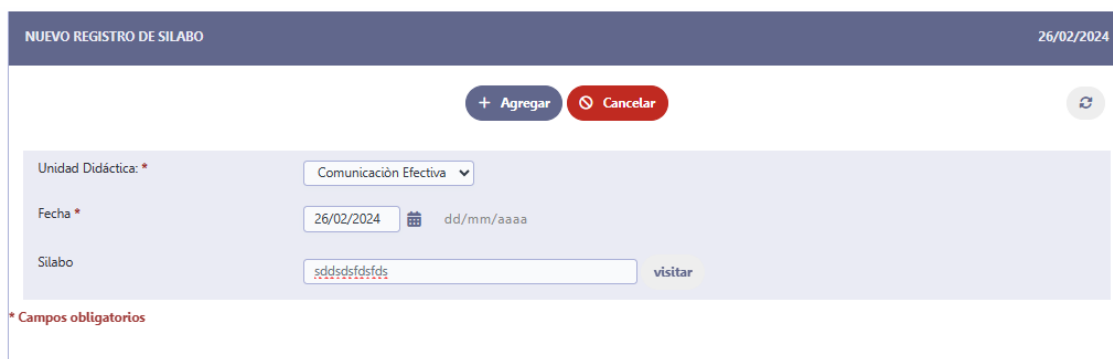 NUEVO REGISTRO DE SILABO 26/02/2024
+ Agregar Cancelar
Unidad Didáctica: * Comunicaciòn Efectiva
Fecha * 26/02/2024 dd/mm/aaaa
Silabo sddsdsfdsfds visitar
* Campos obligatorios